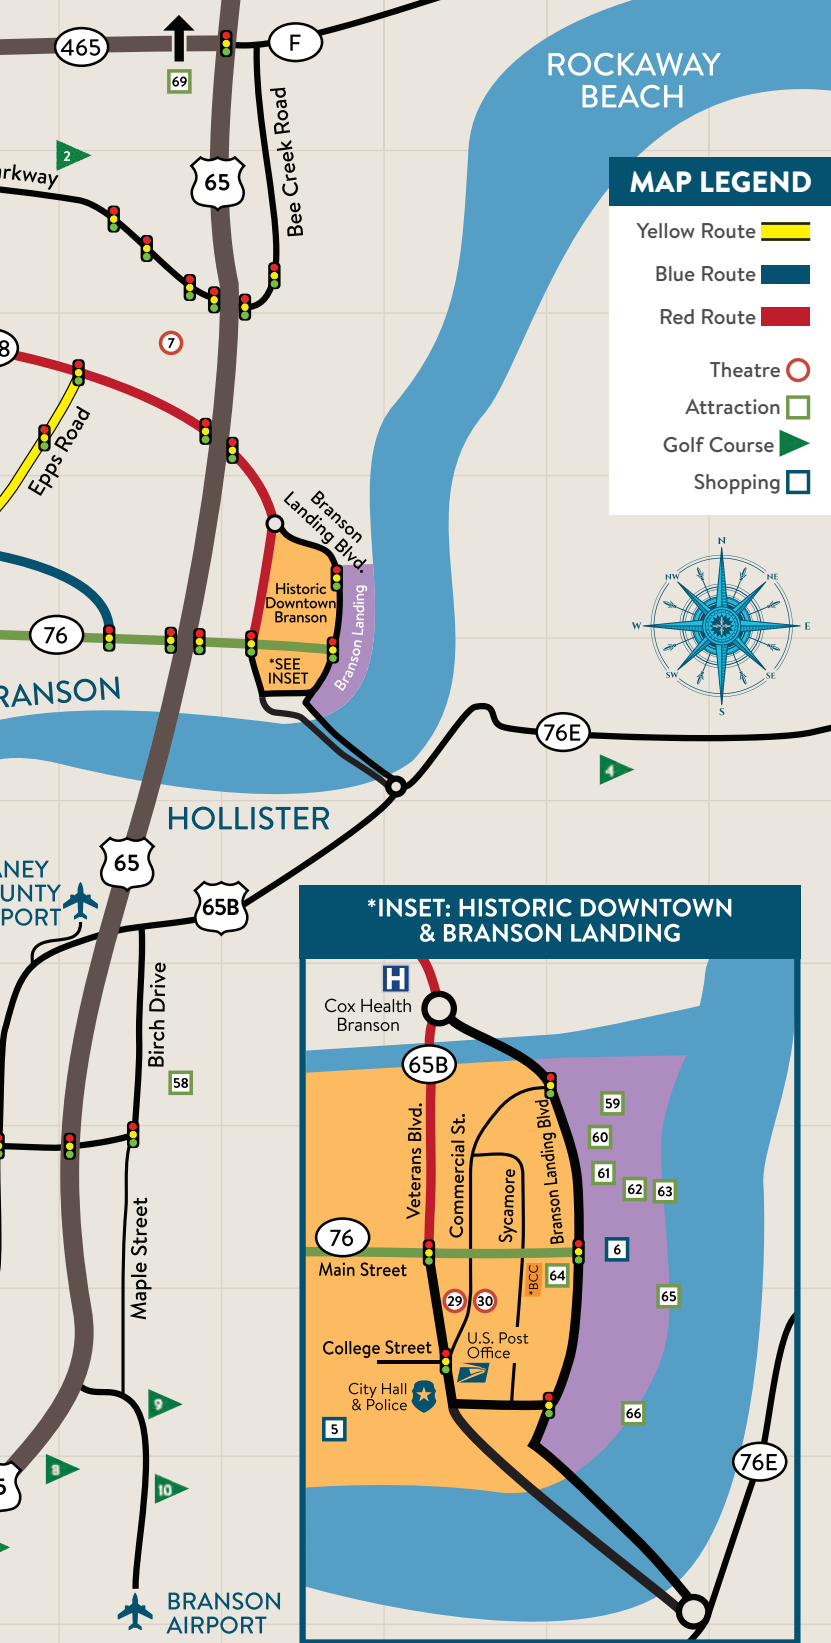 465
F
69
ROCKAWAY
BEACH
2
65
Bee Creek Road
MAP LEGEND
Yellow Route
Blue Route
Red Route
Theatre
Attraction
Golf Course
Shopping
7
8
Epps Road
Branson
Landing Blvd.
Historic
Downtown
Branson
Branson Landing
76
*SEE
INSET
N
NW
NE
W
E
SW
SE
S
76E
4
HOLLISTER
65
65B
Birch Drive
58
Maple Street
9
8
10
BRANSON
AIRPORT
*INSET: HISTORIC DOWNTOWN
& BRANSON LANDING
H
Cox Health
Branson
65B
Veterans Blvd.
Commercial St.
Sycamore
Branson Landing Blvd.
59
60
61
62
63
76
Main Street
6
*BCC
64
65
29
30
College Street
U.S. Post
Office
City Hall
& Police
5
66
76E